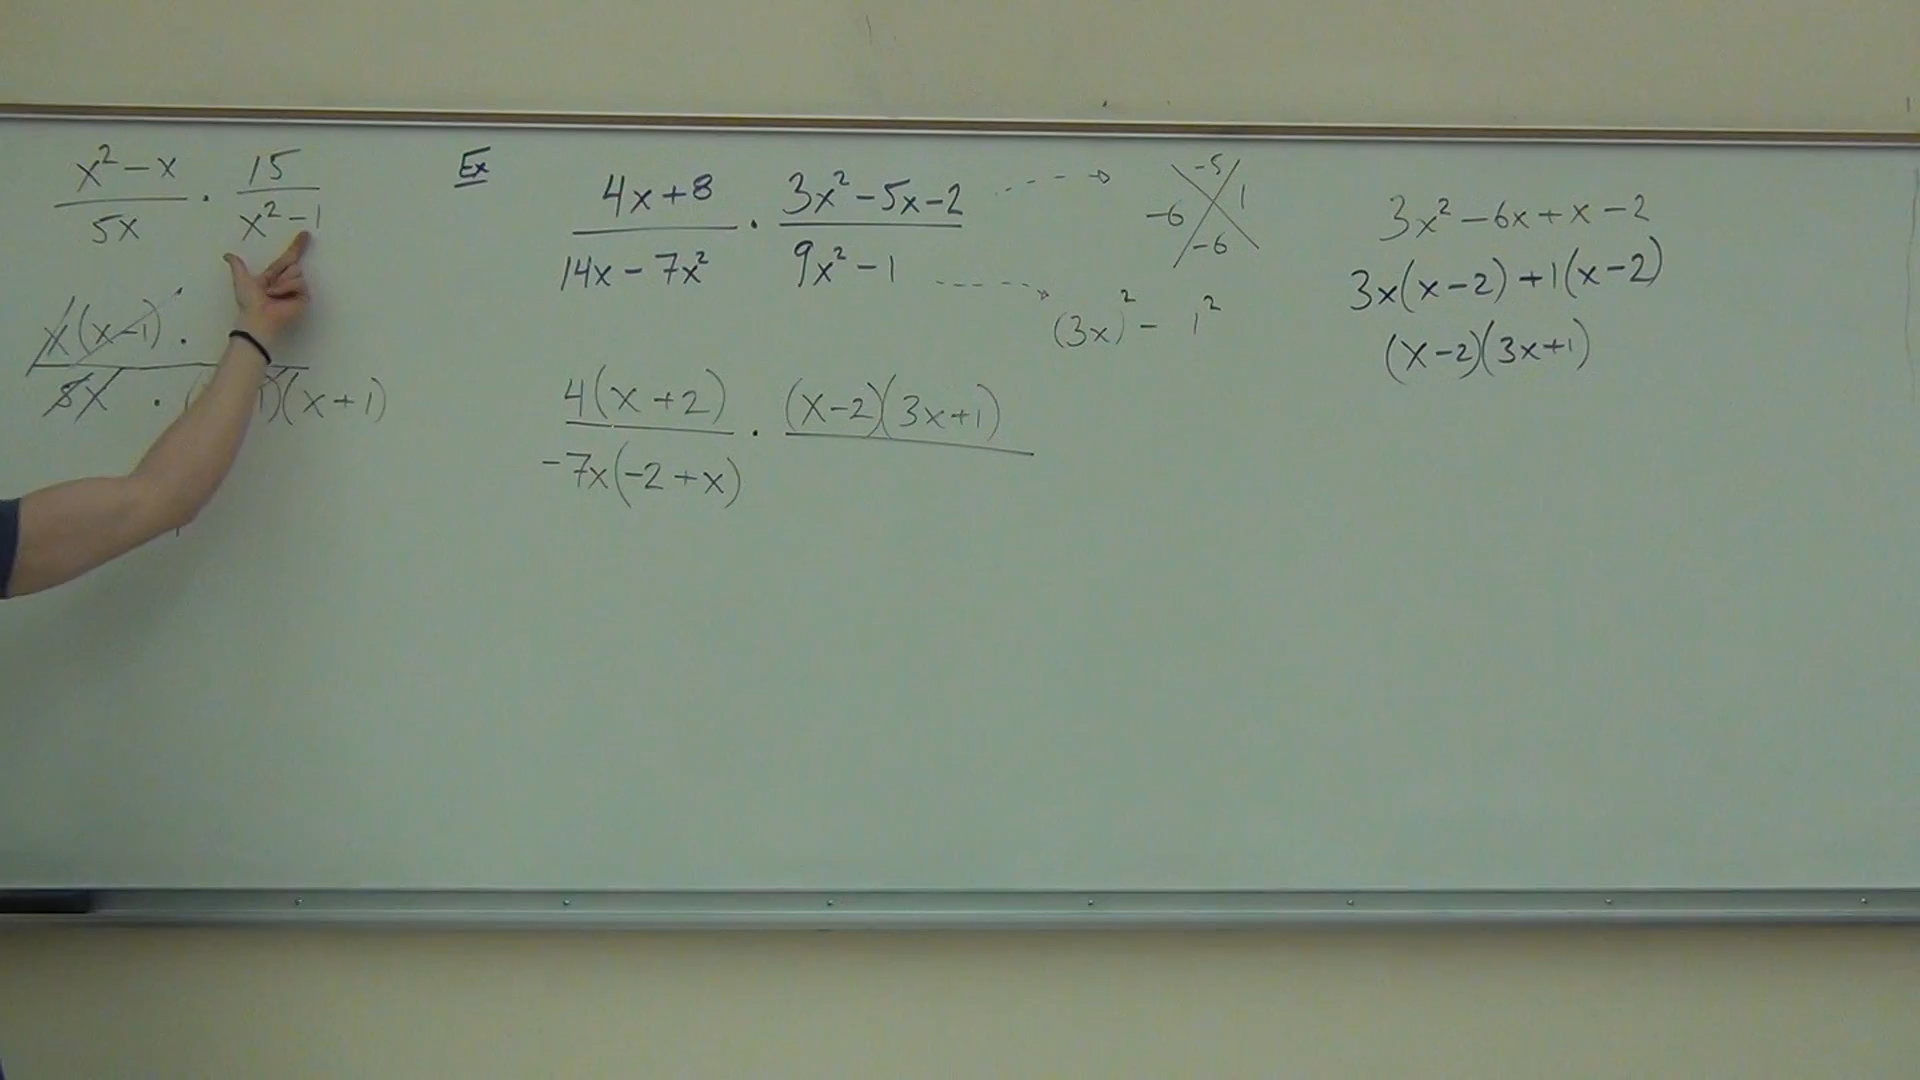 x² - x / 5x · 15 / x² - 1
x(x-1) ·
5x · (x+1)
Ex
4x+8 / 14x - 7x² · 3x² - 5x - 2 / 9x² - 1
-5
-6 1
-6
(3x)² - 1²
4(x+2) / -7x(-2+x) · (x-2)(3x+1)
3x² - 6x + x - 2
3x(x-2) + 1(x-2)
(x-2)(3x+1)